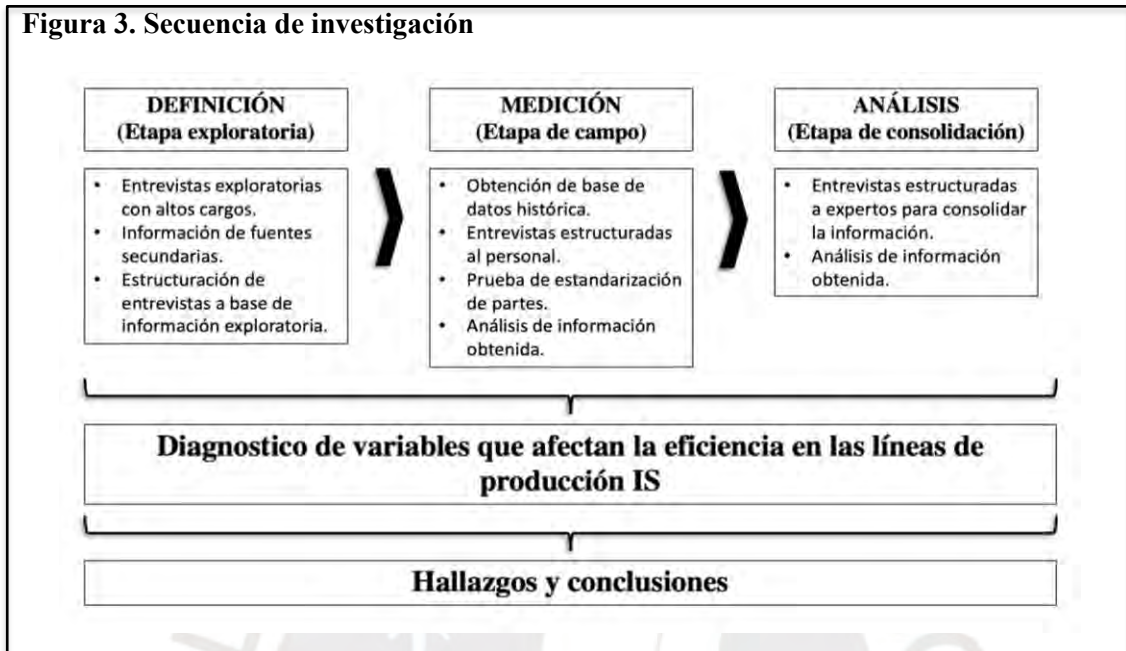 Figura 3. Secuencia de investigación
DEFINICIÓN
(Etapa exploratoria)
• Entrevistas exploratorias
con altos cargos.
• Información de fuentes
secundarias.
• Estructuración de
entrevistas a base de
información exploratoria.
MEDICIÓN
(Etapa de campo)
• Obtención de base de
datos histórica.
• Entrevistas estructuradas
al personal.
• Prueba de estandarización
de partes.
• Análisis de información
obtenida.
ANÁLISIS
(Etapa de consolidación)
• Entrevistas estructuradas
a expertos para consolidar
la información.
• Análisis de información
obtenida.
Diagnostico de variables que afectan la eficiencia en las líneas de
producción IS
Hallazgos y conclusiones